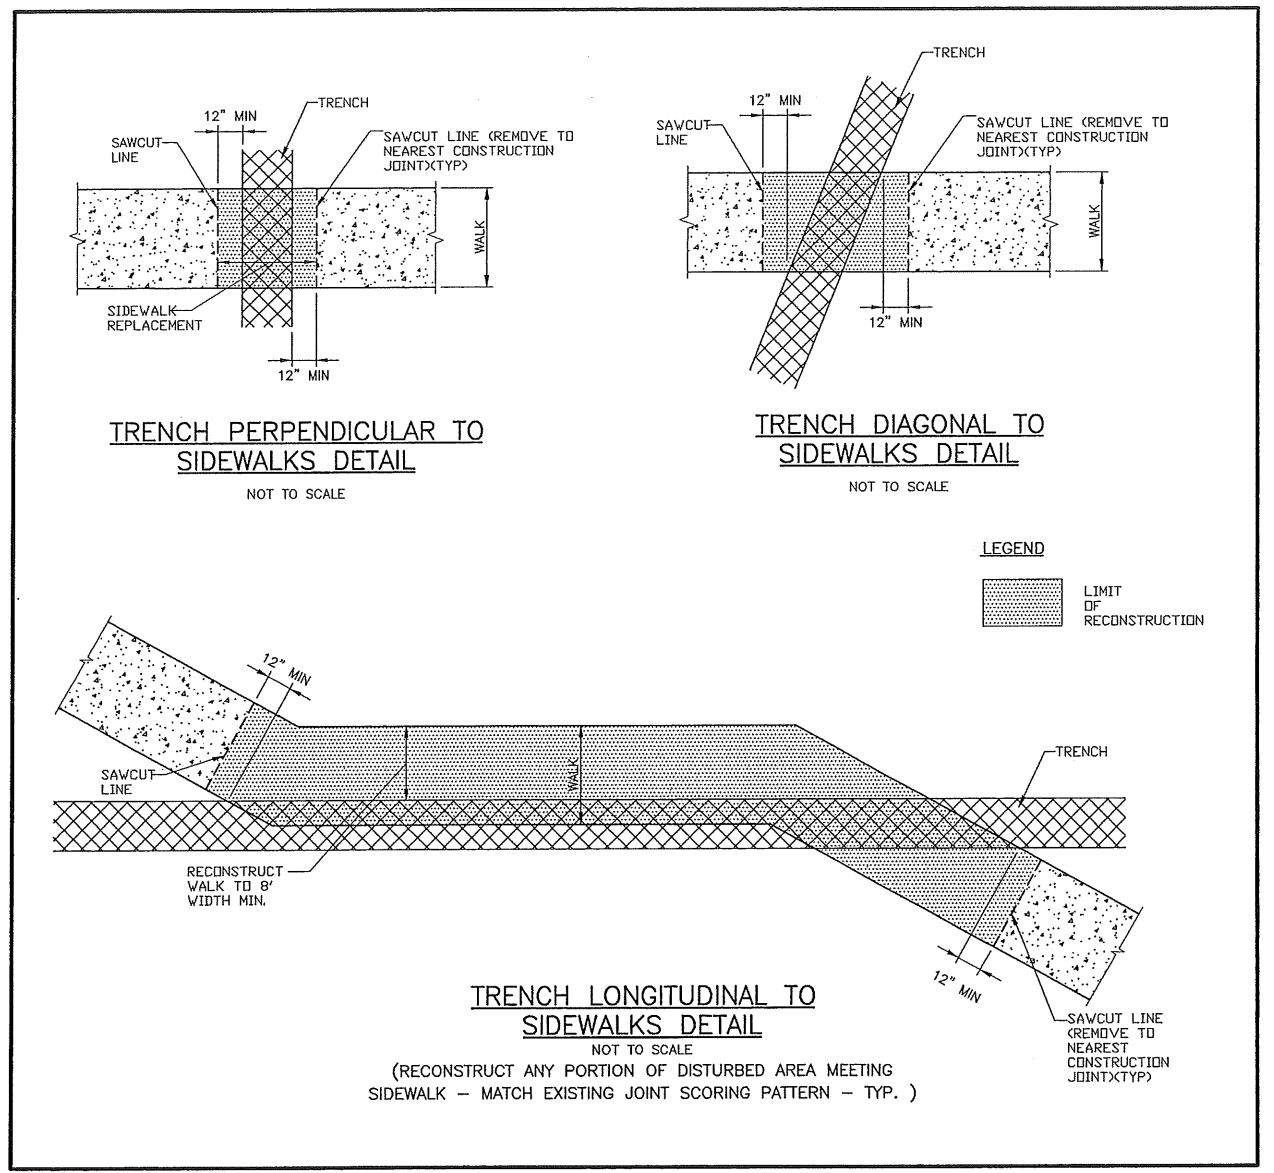 12" MIN
TRENCH
SAWCUT
LINE
SAWCUT LINE (REMOVE TO
NEAREST CONSTRUCTION
JOINT)(TYP)
WALK
SIDEWALK
REPLACEMENT
12" MIN
TRENCH PERPENDICULAR TO
SIDEWALKS DETAIL
NOT TO SCALE
TRENCH
12" MIN
SAWCUT
LINE
SAWCUT LINE (REMOVE TO
NEAREST CONSTRUCTION
JOINT)(TYP)
WALK
12" MIN
TRENCH DIAGONAL TO
SIDEWALKS DETAIL
NOT TO SCALE
LEGEND
LIMIT
OF
RECONSTRUCTION
12" MIN
SAWCUT
LINE
WALK
TRENCH
RECONSTRUCT
WALK TO 8'
WIDTH MIN.
12" MIN
SAWCUT LINE
(REMOVE TO
NEAREST
CONSTRUCTION
JOINT)(TYP)
TRENCH LONGITUDINAL TO
SIDEWALKS DETAIL
NOT TO SCALE
(RECONSTRUCT ANY PORTION OF DISTURBED AREA MEETING
SIDEWALK - MATCH EXISTING JOINT SCORING PATTERN - TYP. )